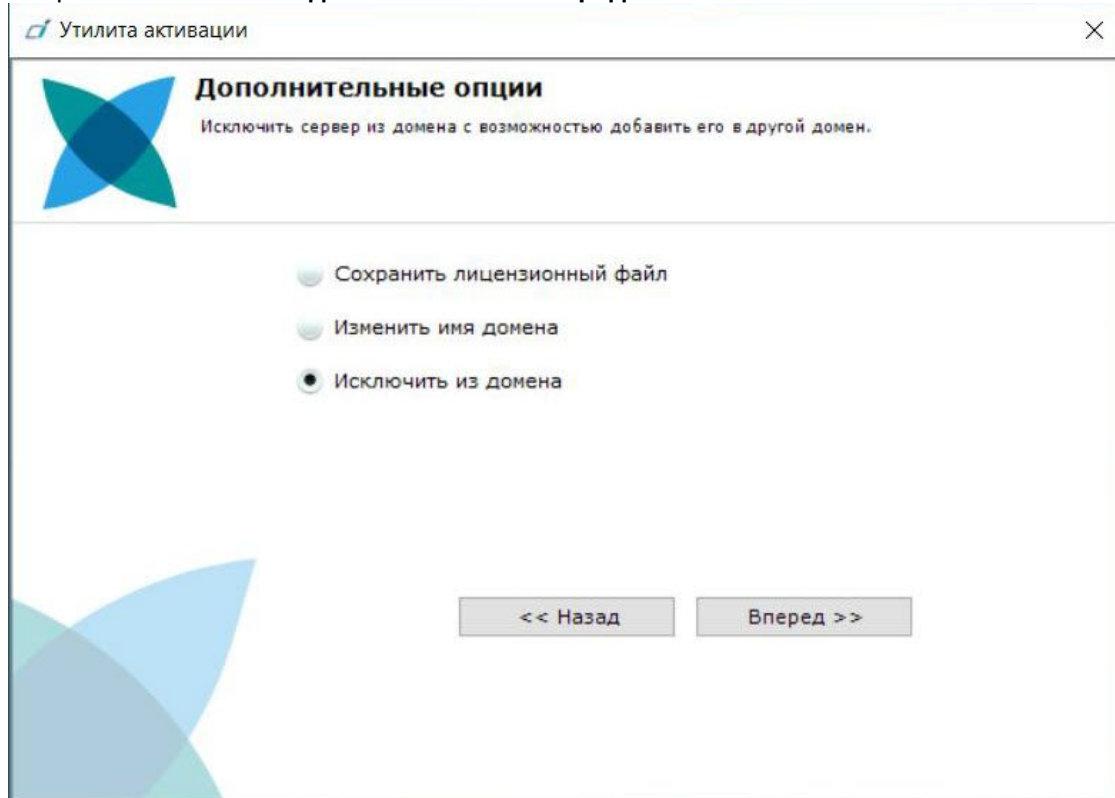 Утилита активации
Дополнительные опции
Исключить сервер из домена с возможностью добавить его в другой домен.
Сохранить лицензионный файл
Изменить имя домена
Исключить из домена
<< Назад
Вперед >>